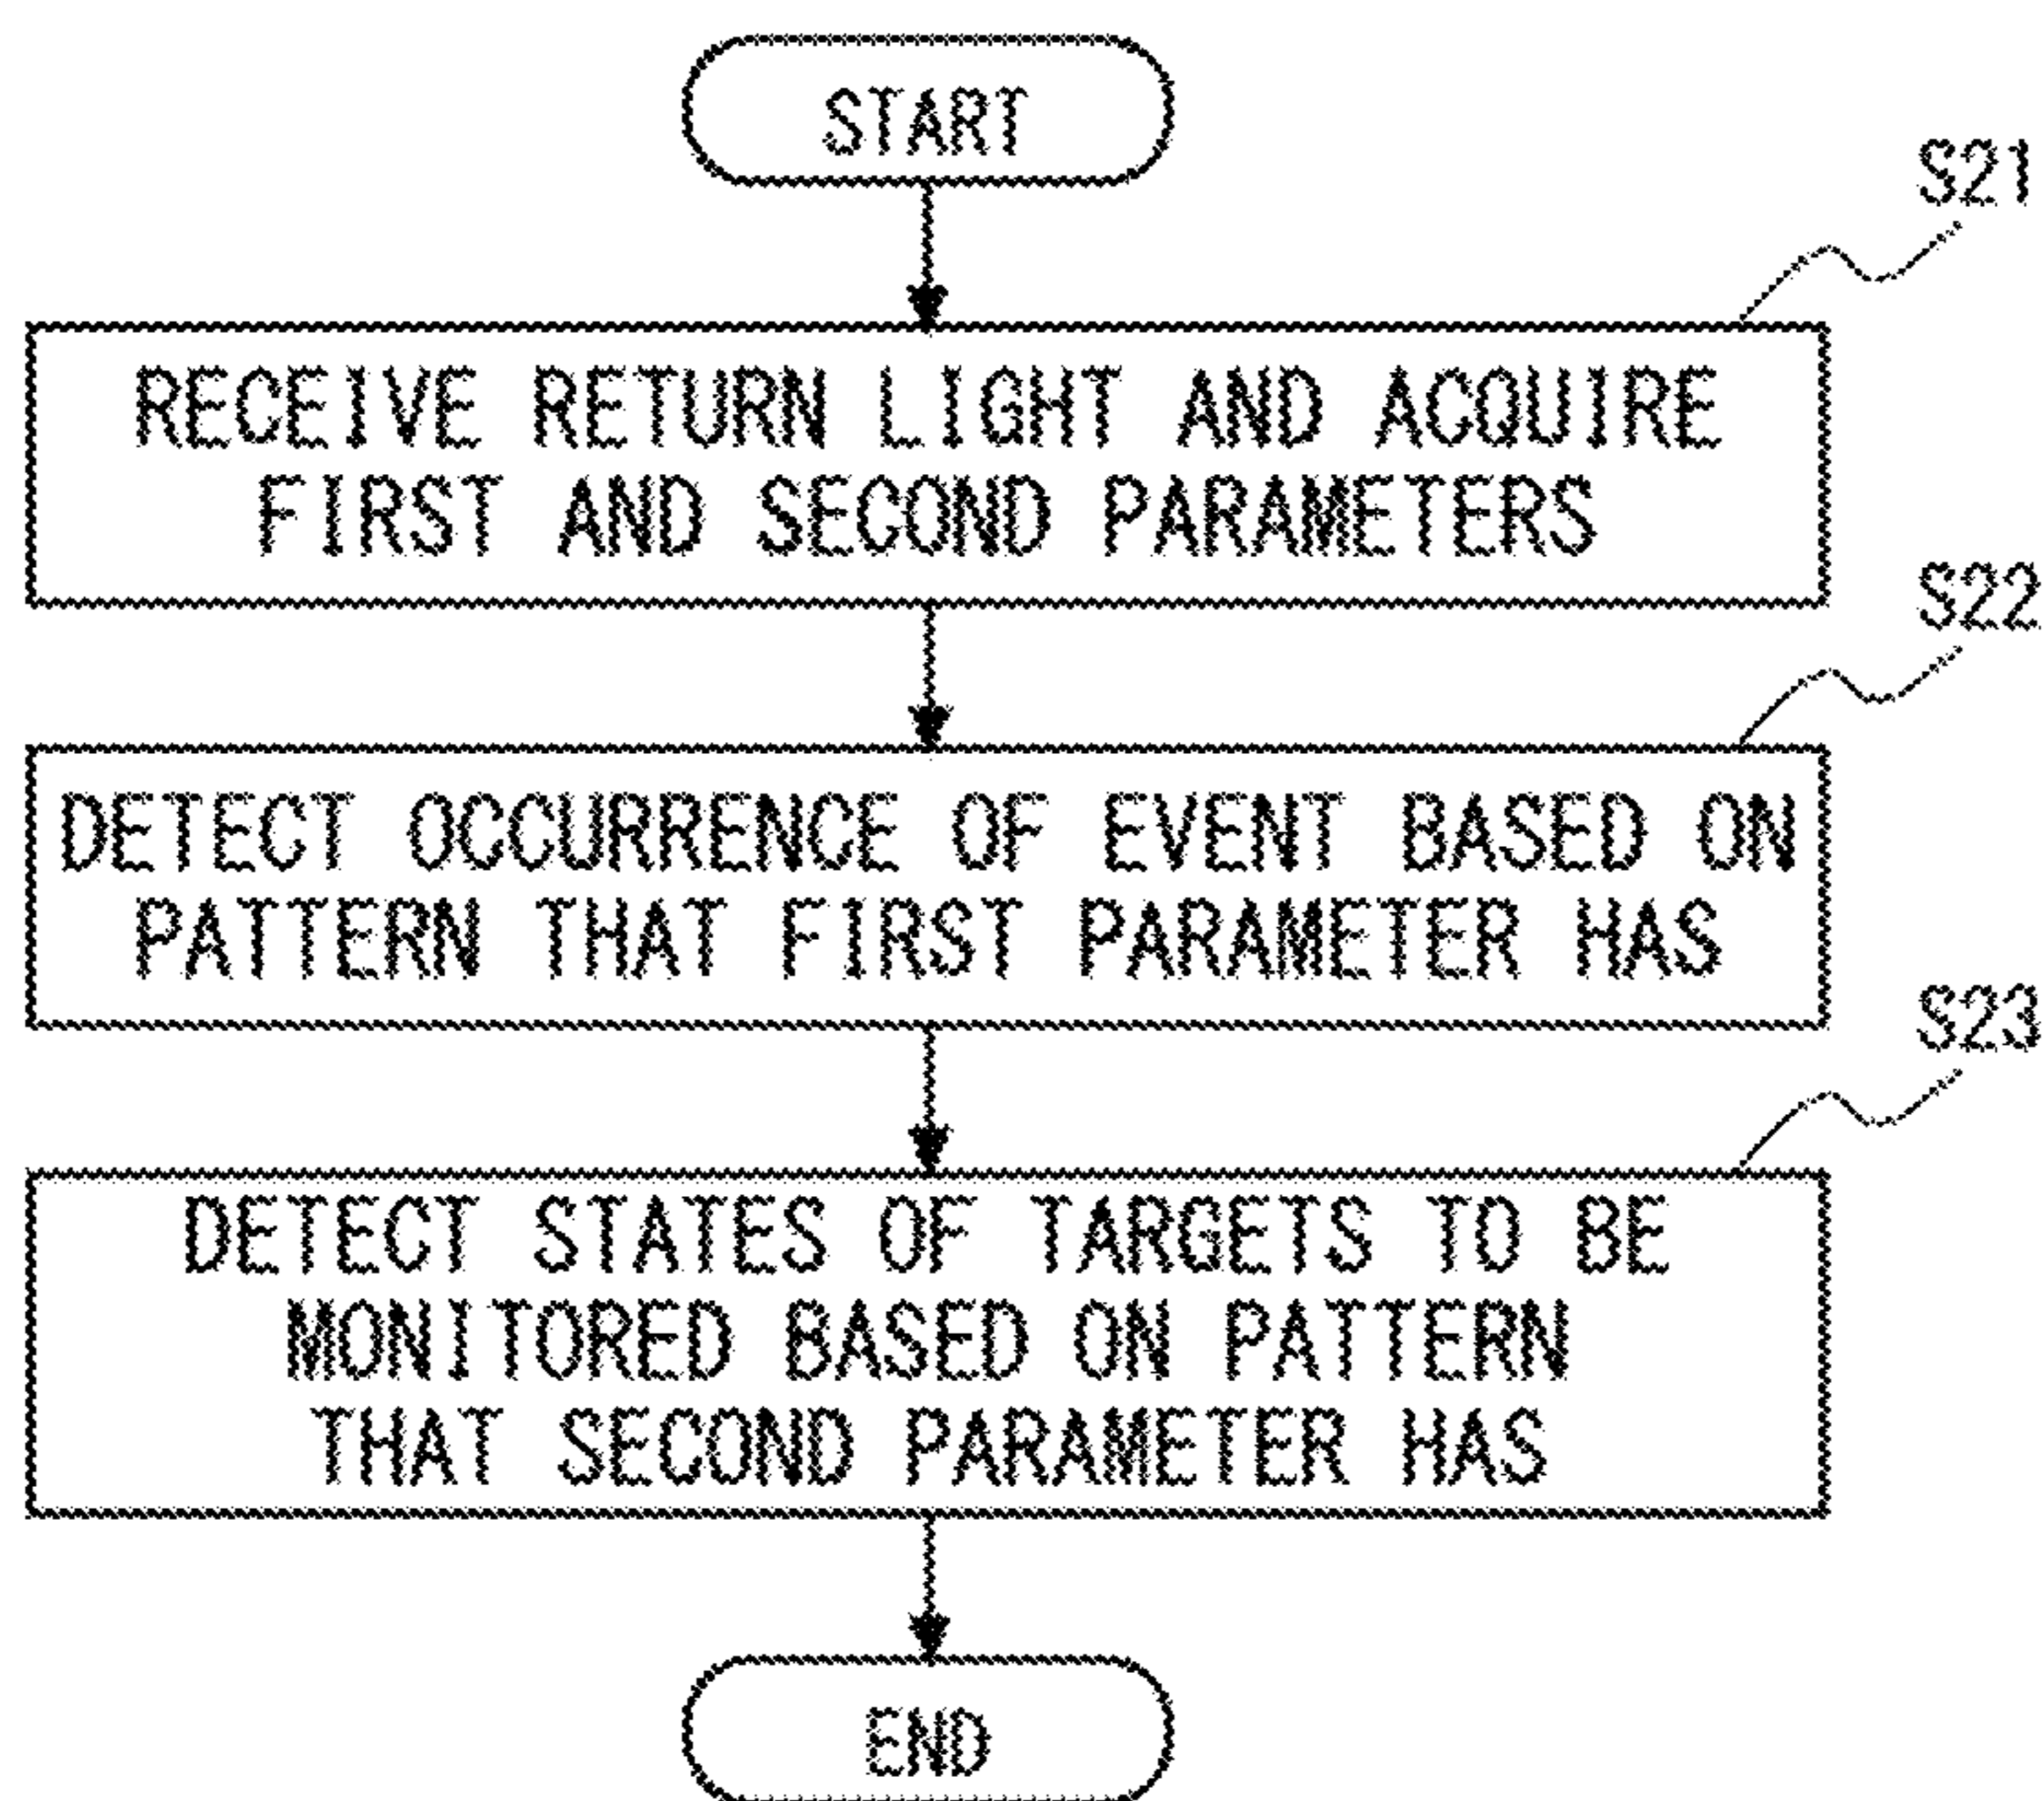 START
S21
RECEIVE RETURN LIGHT AND ACQUIRE
FIRST AND SECOND PARAMETERS
S22
DETECT OCCURRENCE OF EVENT BASED ON
PATTERN THAT FIRST PARAMETER HAS
S23
DETECT STATES OF TARGETS TO BE
MONITORED BASED ON PATTERN
THAT SECOND PARAMETER HAS
END